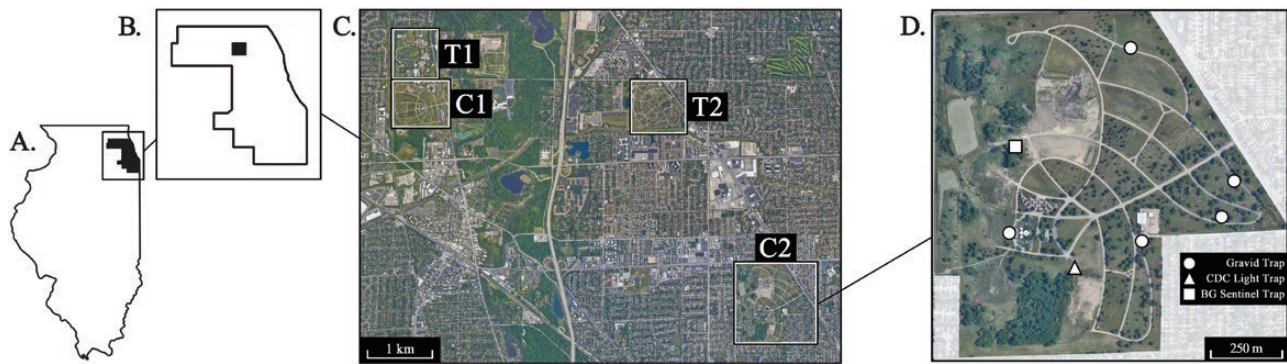 A.
B.
C.
T1
C1
T2
C2
1 km
D.
Gravid Trap
CDC Light Trap
BG Sentinel Trap
250 m